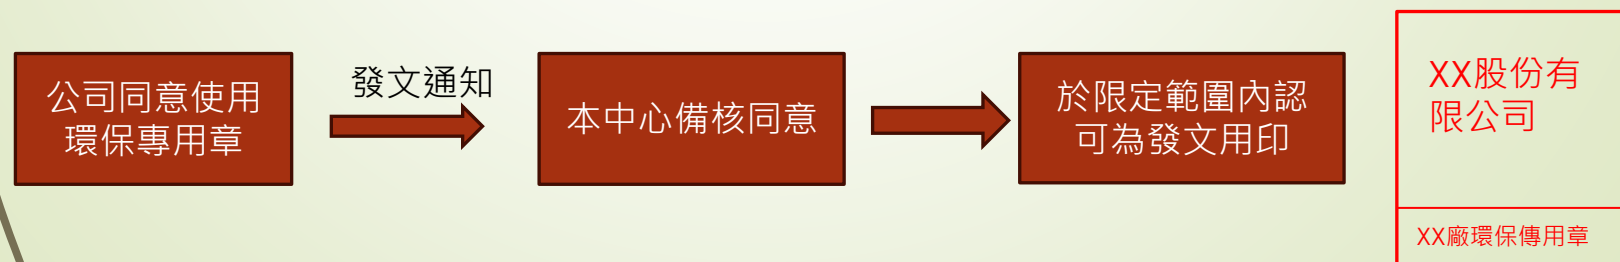 公司同意使用
環保專用章
發文通知
本中心備核同意
於限定範圍內認
可為發文用印
XX股份有
限公司
XX廠環保傳用章